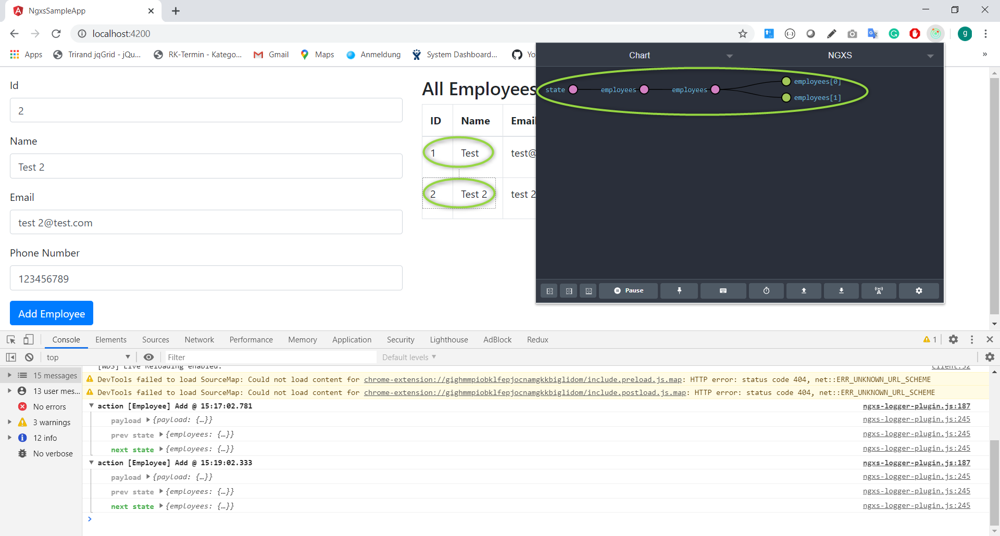 NgxsSampleApp
localhost:4200
g
Apps
Trirand jqGrid - jQu...
RK-Termin - Katego...
Gmail
Maps
Anmeldung
System Dashboard...
Yo
»
Chart
NGXS
state
employees
employees
employees[0]
employees[1]
Pause
Id
2
Name
Test 2
Email
test 2@test.com
Phone Number
123456789
Add Employee
All Employees
ID Name Email
1 Test test@
2 Test 2 test 2
Console Elements Sources Network Performance Memory Application Security Lighthouse AdBlock Redux
1
top
Filter
Default levels
15 messages
13 user mes...
No errors
3 warnings
12 info
No verbose
[WDS] Live Reloading enabled. client:52
DevTools failed to load SourceMap: Could not load content for chrome-extension://gighmmpiobklfepjocnamgkkbiglidom/include.preload.js.map: HTTP error: status code 404, net::ERR_UNKNOWN_URL_SCHEME
DevTools failed to load SourceMap: Could not load content for chrome-extension://gighmmpiobklfepjocnamgkkbiglidom/include.postload.js.map: HTTP error: status code 404, net::ERR_UNKNOWN_URL_SCHEME
action [Employee] Add @ 15:17:02.781 ngxs-logger-plugin.js:187
payload {payload: {…}} ngxs-logger-plugin.js:245
prev state {employees: {…}} ngxs-logger-plugin.js:245
next state {employees: {…}} ngxs-logger-plugin.js:245
action [Employee] Add @ 15:19:02.333 ngxs-logger-plugin.js:187
payload {payload: {…}} ngxs-logger-plugin.js:245
prev state {employees: {…}} ngxs-logger-plugin.js:245
next state {employees: {…}} ngxs-logger-plugin.js:245